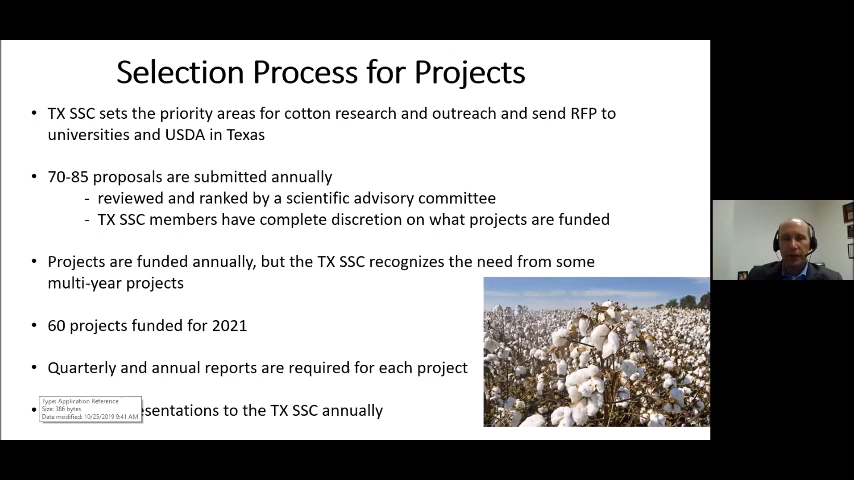 Selection Process for Projects
• TX SSC sets the priority areas for cotton research and outreach and send RFP to
universities and USDA in Texas
• 70-85 proposals are submitted annually
- reviewed and ranked by a scientific advisory committee
- TX SSC members have complete discretion on what projects are funded
• Projects are funded annually, but the TX SSC recognizes the need from some
multi-year projects
• 60 projects funded for 2021
• Quarterly and annual reports are required for each project
Type: Application Reference
Size: 386 bytes
Date modified: 10/25/2019 9:41 AM
• esentations to the TX SSC annually